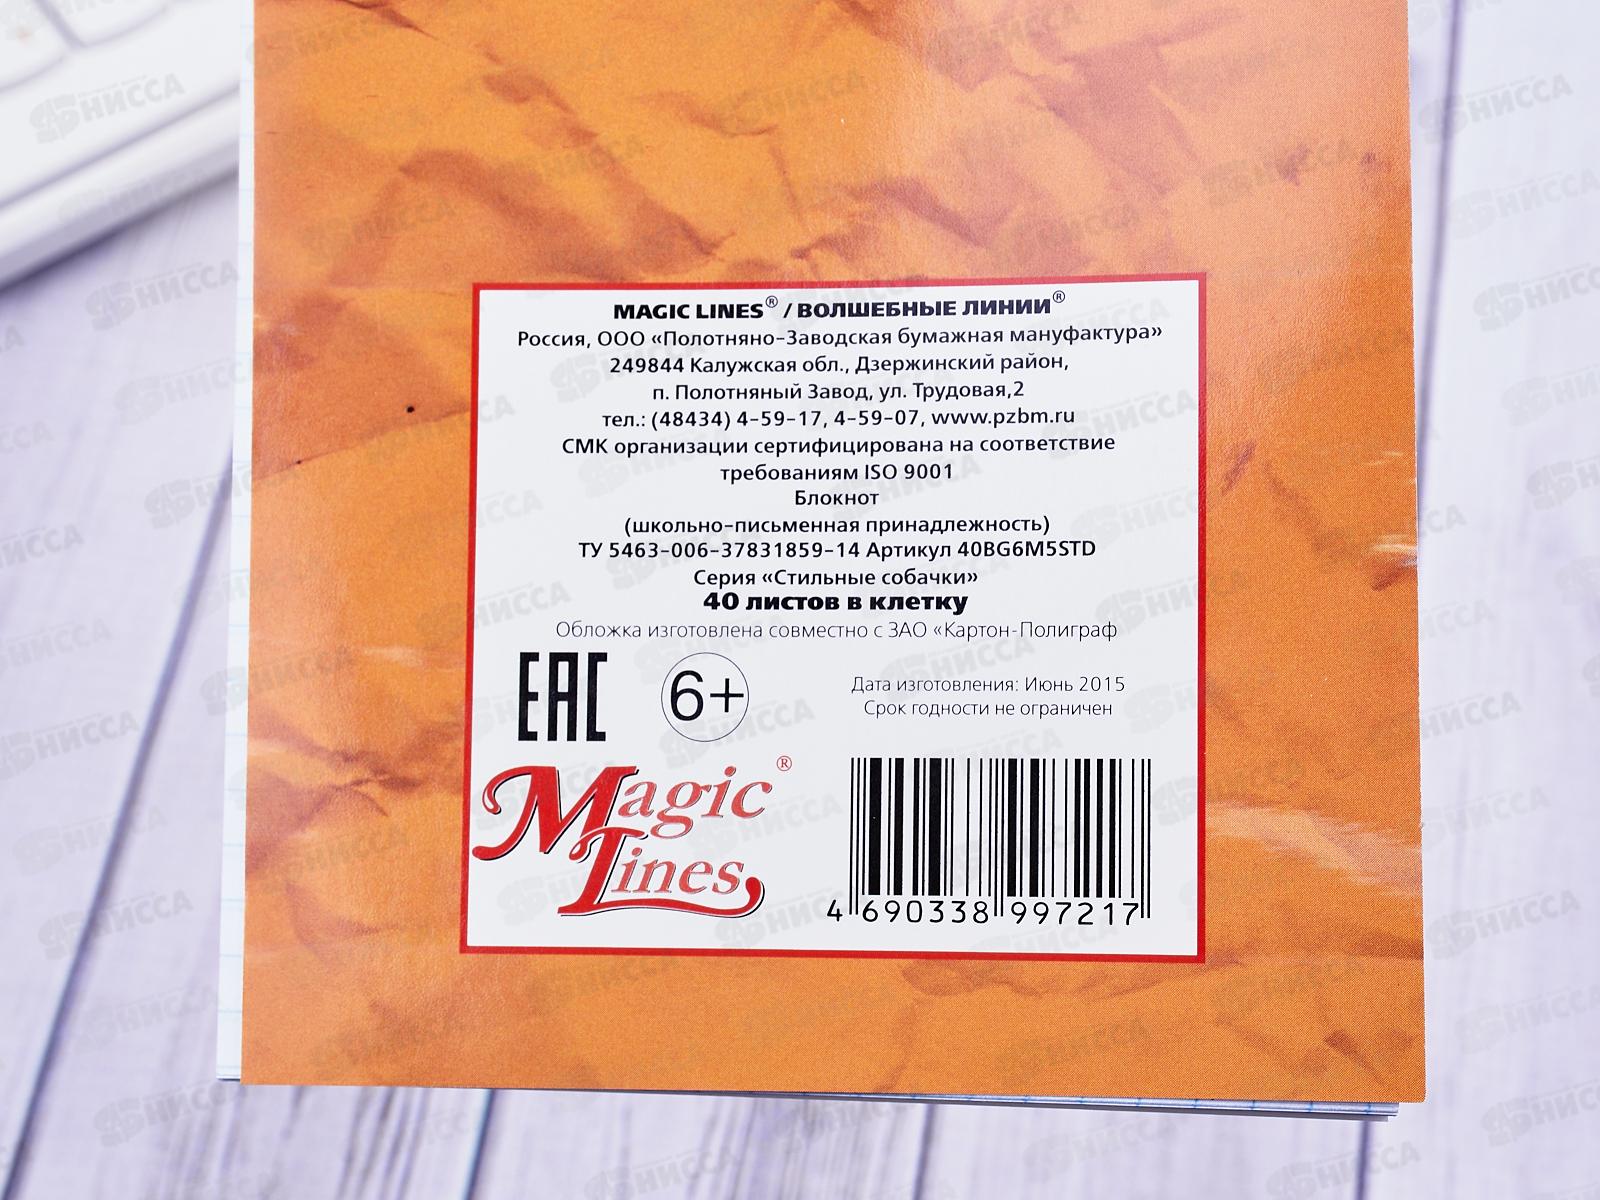 MAGIC LINES® / ВОЛШЕБНЫЕ ЛИНИИ®
Россия, ООО «Полотняно-Заводская бумажная мануфактура»
249844 Калужская обл., Дзержинский район,
п. Полотняный Завод, ул. Трудовая,2
тел.: (48434) 4-59-17, 4-59-07, www.pzbm.ru
СМК организации сертифицирована на соответствие
требованиям ISO 9001
Блокнот
(школьно-письменная принадлежность)
ТУ 5463-006-37831859-14 Артикул 40BG6M5STD
Серия «Стильные собачки»
40 листов в клетку
Обложка изготовлена совместно с ЗАО «Картон-Полиграф
ЕАС
6+
Дата изготовления: Июнь 2015
Срок годности не ограничен
Magic ®
Lines
4 690338 997217
НИССА